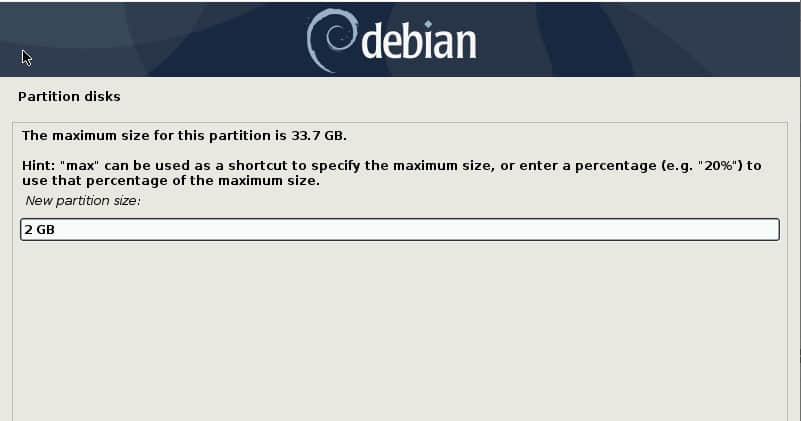 debian
Partition disks
The maximum size for this partition is 33.7 GB.
Hint: "max" can be used as a shortcut to specify the maximum size, or enter a percentage (e.g. "20%") to
use that percentage of the maximum size.
New partition size:
2 GB